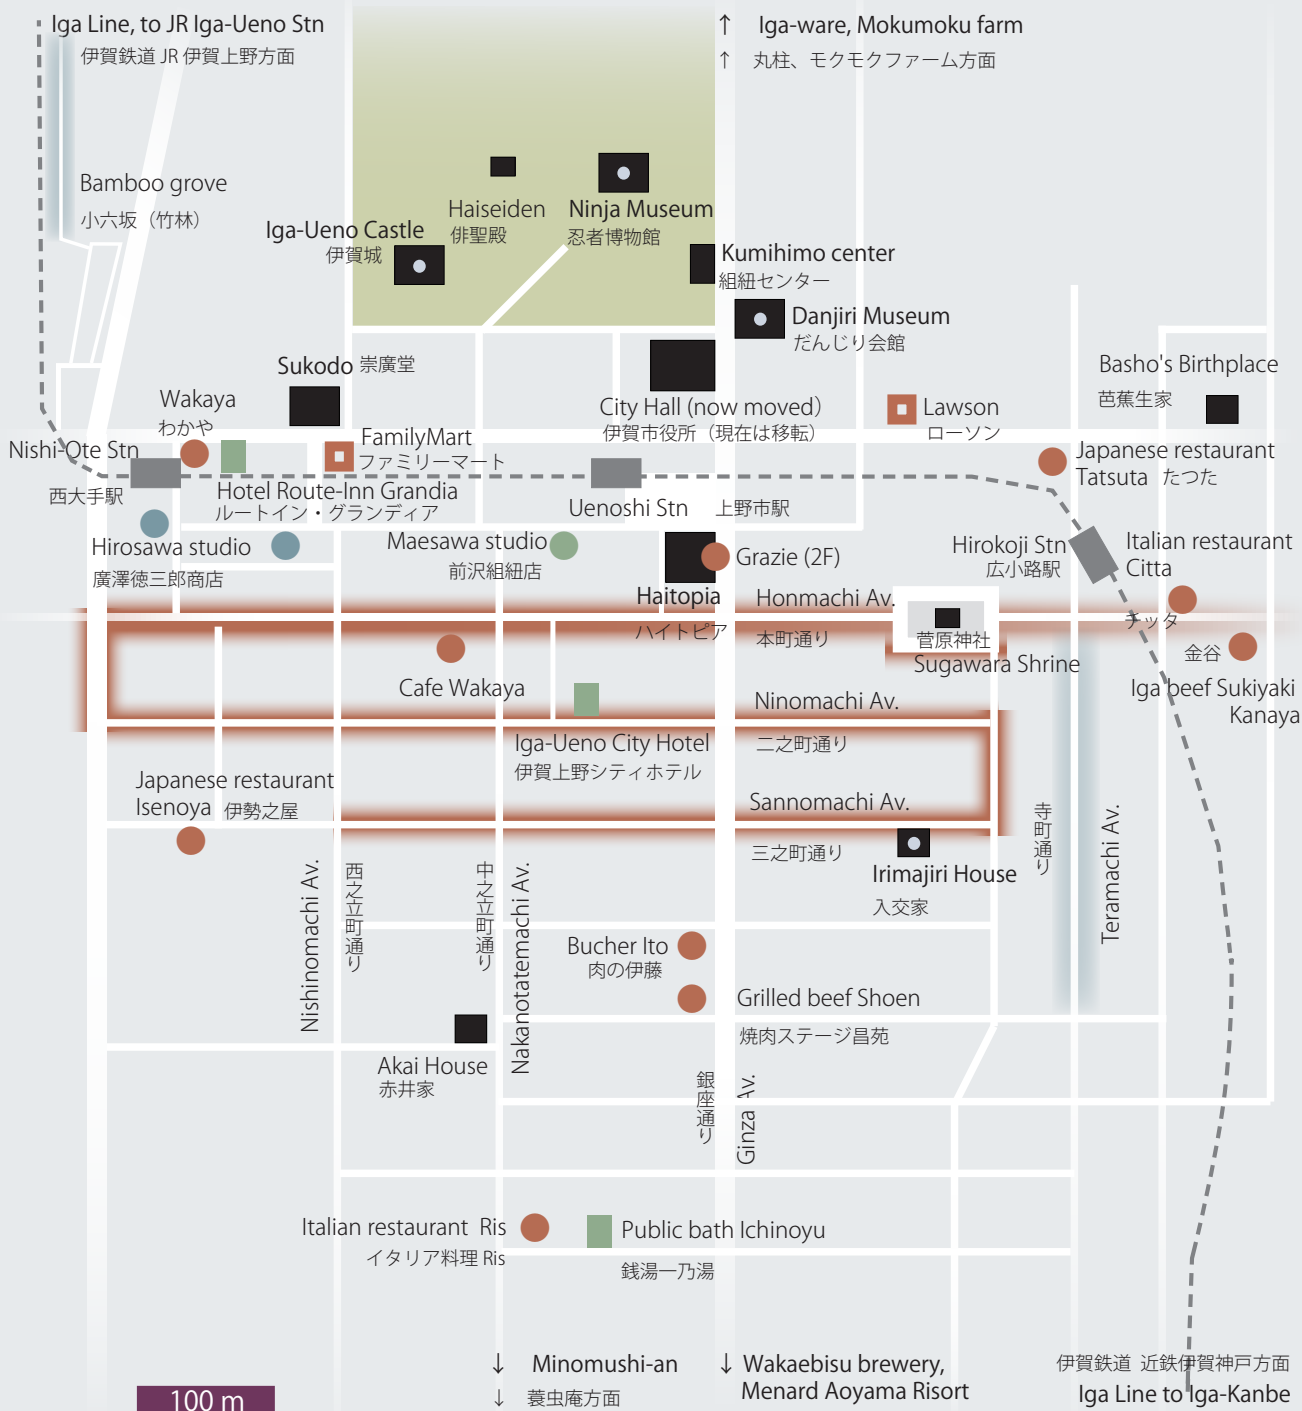 Iga Line, to JR Iga-Ueno Stn
伊賀鉄道 JR 伊賀上野方面
↑ Iga-ware, Mokumoku farm
↑ 丸柱、モクモクファーム方面
Bamboo grove
小六坂（竹林）
Haiseiden
俳聖殿
Ninja Museum
忍者博物館
Iga-Ueno Castle
伊賀城
Kumihimo center
組紐センター
Danjiri Museum
だんじり会館
Sukodo 崇廣堂
Basho's Birthplace
芭蕉生家
Wakaya
わかや
City Hall (now moved)
伊賀市役所（現在は移転）
Lawson
ローソン
FamilyMart
ファミリーマート
Nishi-Ote Stn
西大手駅
Japanese restaurant
Tatsuta たつた
Hotel Route-Inn Grandia
ルートイン・グランディア
Uenoshi Stn 上野市駅
Hirosawa studio
廣澤徳三郎商店
Maesawa studio
前沢組紐店
Grazie (2F)
Hirokoji Stn
広小路駅
Italian restaurant
Citta
チッタ
Haitopia
ハイトピア
Honmachi Av.
本町通り
菅原神社
Sugawara Shrine
金谷
Iga beef Sukiyaki
Kanaya
Cafe Wakaya
Ninomachi Av.
二之町通り
Iga-Ueno City Hotel
伊賀上野シティホテル
Japanese restaurant
Isenoya 伊勢之屋
Sannomachi Av.
三之町通り
Irimajiri House
入交家
寺町通り
Teramachi Av.
Nishinomachi Av.
西之立町通り
中之立町通り
Nakanotatemachi Av.
Bucher Ito
肉の伊藤
Grilled beef Shoen
焼肉ステージ昌苑
Akai House
赤井家
銀座通り
Ginza Av.
Italian restaurant Ris
イタリア料理 Ris
Public bath Ichinoyu
銭湯一乃湯
↓ Minomushi-an
↓ 蓑虫庵方面
↓ Wakaebisu brewery,
Menard Aoyama Risort
伊賀鉄道 近鉄伊賀神戸方面
Iga Line to Iga-Kanbe
100 m